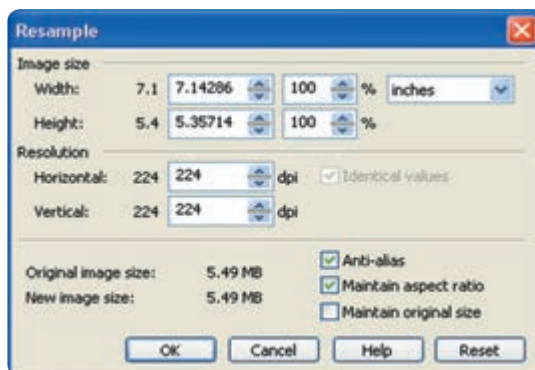 Resample
Image size
Width: 7.1 7.14286 100 % inches
Height: 5.4 5.35714 100 %
Resolution
Horizontal: 224 224 dpi Identical values
Vertical: 224 224 dpi
Original image size: 5.49 MB
New image size: 5.49 MB
Anti-alias
Maintain aspect ratio
Maintain original size
OK Cancel Help Reset